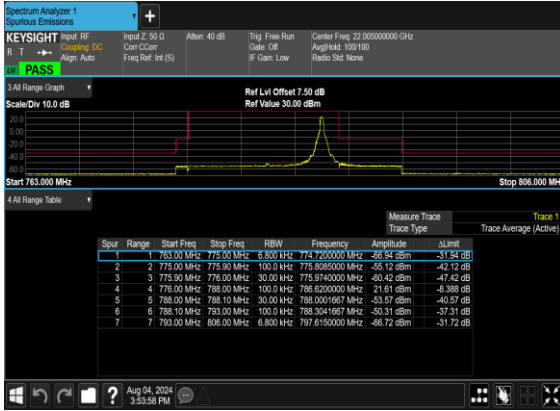 Spectrum Analyzer 1
Spurious Emissions
KEYSIGHT Input: RF Input Z: 50 Ω Atten: 40 dB Trig: Free Run Center Freq: 22.005000000 GHz
R T Coupling: DC Corr CCorr Gate: Off Avg|Hold: 100/100
Align: Auto Freq Ref: Int (S) IF Gain: Low Radio Std: None
PASS
3 All Range Graph
Ref Lvl Offset 7.50 dB
Scale/Div 10.0 dB Ref Value 30.00 dBm
20.0
0.00
-20.0
-40.0
-60.0
Start 763.000 MHz Stop 806.000 MH
4 All Range Table
Measure Trace Trace 1
Trace Type Trace Average (Active)
Spur Range Start Freq Stop Freq RBW Frequency Amplitude ΔLimit
1 1 763.00 MHz 775.00 MHz 6.800 kHz 774.7200000 MHz -66.94 dBm -31.94 dB
2 2 775.00 MHz 775.90 MHz 100.0 kHz 775.8085000 MHz -55.12 dBm -42.12 dB
3 3 775.90 MHz 776.00 MHz 30.00 kHz 775.9740000 MHz -60.42 dBm -47.42 dB
4 4 776.00 MHz 788.00 MHz 100.0 kHz 786.6200000 MHz 21.61 dBm -8.388 dB
5 5 788.00 MHz 788.10 MHz 30.00 kHz 788.0001667 MHz -53.57 dBm -40.57 dB
6 6 788.10 MHz 793.00 MHz 100.0 kHz 788.3041667 MHz -50.31 dBm -37.31 dB
7 7 793.00 MHz 806.00 MHz 6.800 kHz 797.6150000 MHz -66.72 dBm -31.72 dB
Aug 04, 2024
3:53:58 PM